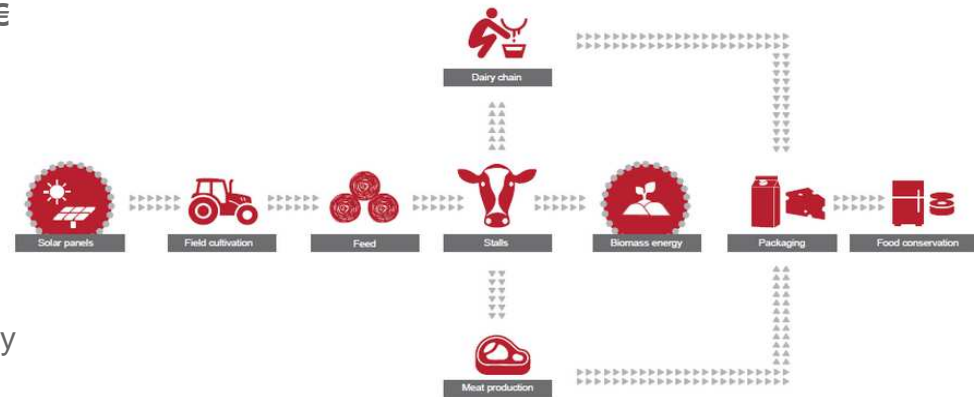 Dairy chain
Solar panels
Field cultivation
Feed
Stalls
Biomass energy
Packaging
Food conservation
y
Meat production